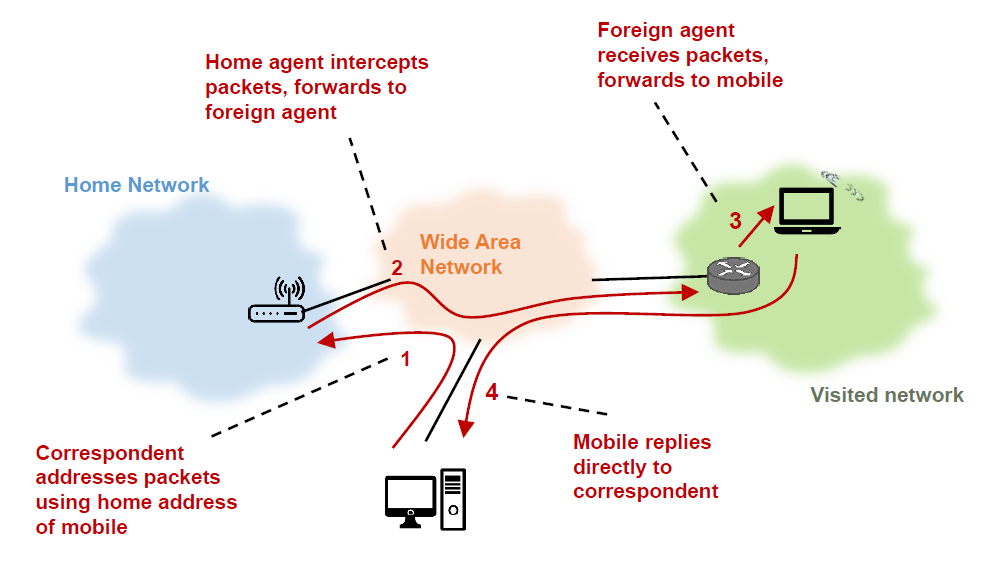 Foreign agent
receives packets,
forwards to mobile
Home agent intercepts
packets, forwards to
foreign agent
Home Network
3
Wide Area
Network
2
1
4
Visited network
Correspondent
addresses packets
using home address
of mobile
Mobile replies
directly to
correspondent